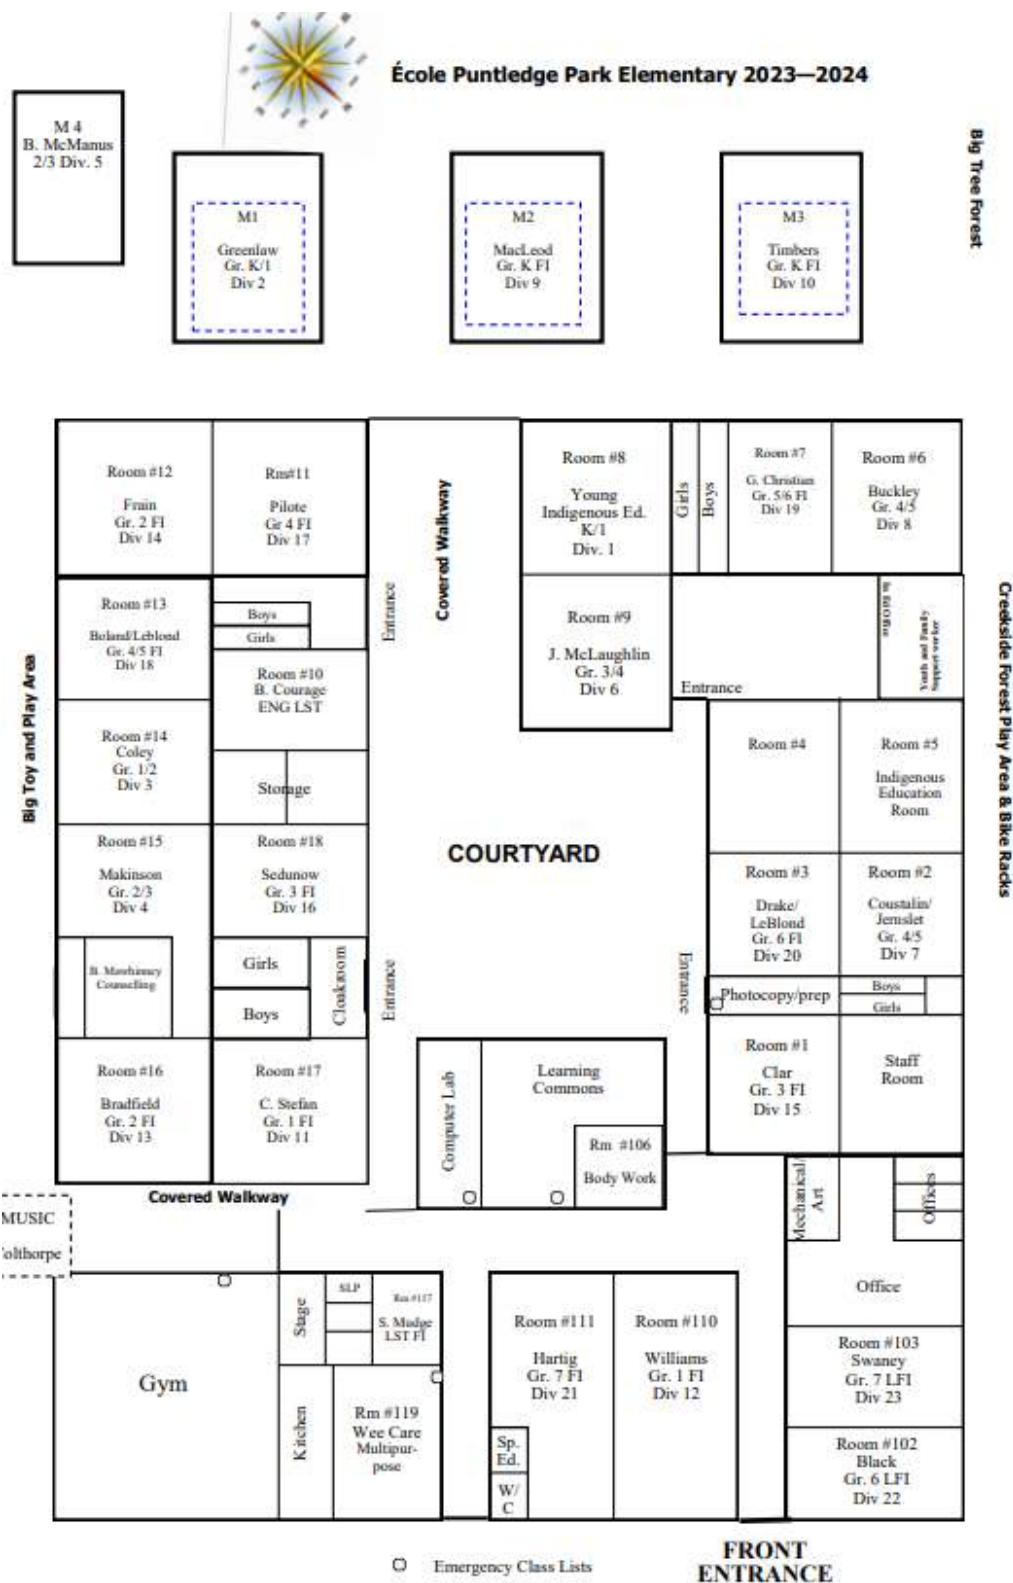 École Puntledge Park Elementary 2023—2024
M 4
B. McManus
2/3 Div. 5
M1
Greenlaw
Gr. K/1
Div 2
M2
MacLeod
Gr. K FI
Div 9
M3
Timbers
Gr. K FI
Div 10
Big Tree Forest
Room #12
Frain
Gr. 2 FI
Div 14
Rm#11
Pilote
Gr 4 FI
Div 17
Covered Walkway
Room #8
Young
Indigenous Ed.
K/1
Div. 1
Girls
Boys
Room #7
G. Christian
Gr. 5/6 FI
Div 19
Room #6
Buckley
Gr. 4/5
Div 8
Room #13
Boland/Leblond
Gr. 4/5 FI
Div 18
Boys
Girls
Entrance
Room #9
J. McLaughlin
Gr. 3/4
Div 6
Entrance
Youth and Family
Support worker
Creekside Forest Play Area & Bike Racks
Big Toy and Play Area
Room #10
B. Courage
ENG LST
Room #14
Coley
Gr. 1/2
Div 3
Storage
Room #4
Room #5
Indigenous
Education
Room
COURTYARD
Room #15
Makinson
Gr. 2/3
Div 4
Room #18
Sedunow
Gr. 3 FI
Div 16
Room #3
Drake/
LeBlond
Gr. 6 FI
Div 20
Room #2
Coustalin/
Jemslet
Gr. 4/5
Div 7
B. Mawhinney
Counselling
Girls
Boys
Cloakroom
Entrance
Entrance
Photocopy/prep
Boys
Girls
Room #16
Bradfield
Gr. 2 FI
Div 13
Room #17
C. Stefan
Gr. 1 FI
Div 11
Computer Lab
Learning
Commons
Rm #106
Body Work
Room #1
Clar
Gr. 3 FI
Div 15
Staff
Room
Covered Walkway
Mechanical/
Art
Offices
MUSIC
olthorpe
Gym
Stage
SLP
Rm #117
S. Mudge
LST FI
Kitchen
Rm #119
Wee Care
Multipur-
pose
Room #111
Hartig
Gr. 7 FI
Div 21
Sp.
Ed.
W/
C
Room #110
Williams
Gr. 1 FI
Div 12
Office
Room #103
Swaney
Gr. 7 LFI
Div 23
Room #102
Black
Gr. 6 LFI
Div 22
Emergency Class Lists
FRONT
ENTRANCE